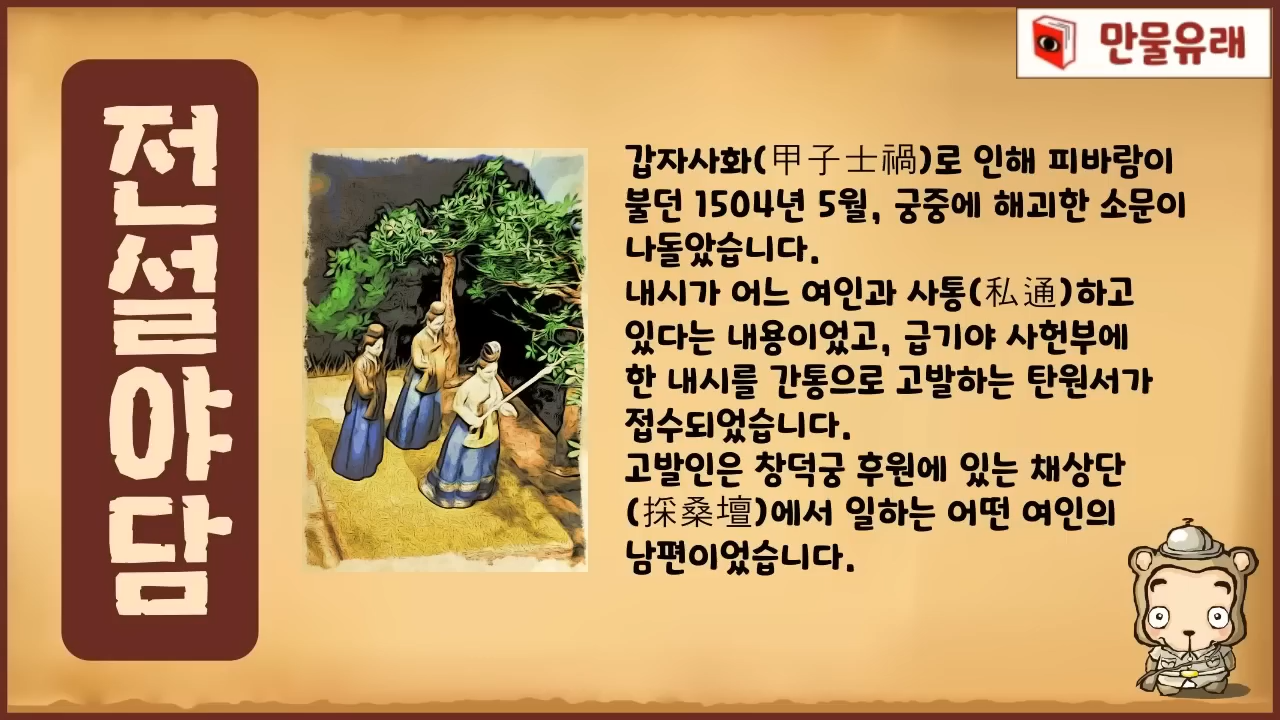 만물유래
전설야담
갑자사화(甲子士禍)로 인해 피바람이
불던 1504년 5월, 궁중에 해괴한 소문이
나돌았습니다.
내시가 어느 여인과 사통(私通)하고
있다는 내용이었고, 급기야 사헌부에
한 내시를 간통으로 고발하는 탄원서가
접수되었습니다.
고발인은 창덕궁 후원에 있는 채상단
(採桑壇)에서 일하는 어떤 여인의
남편이었습니다.